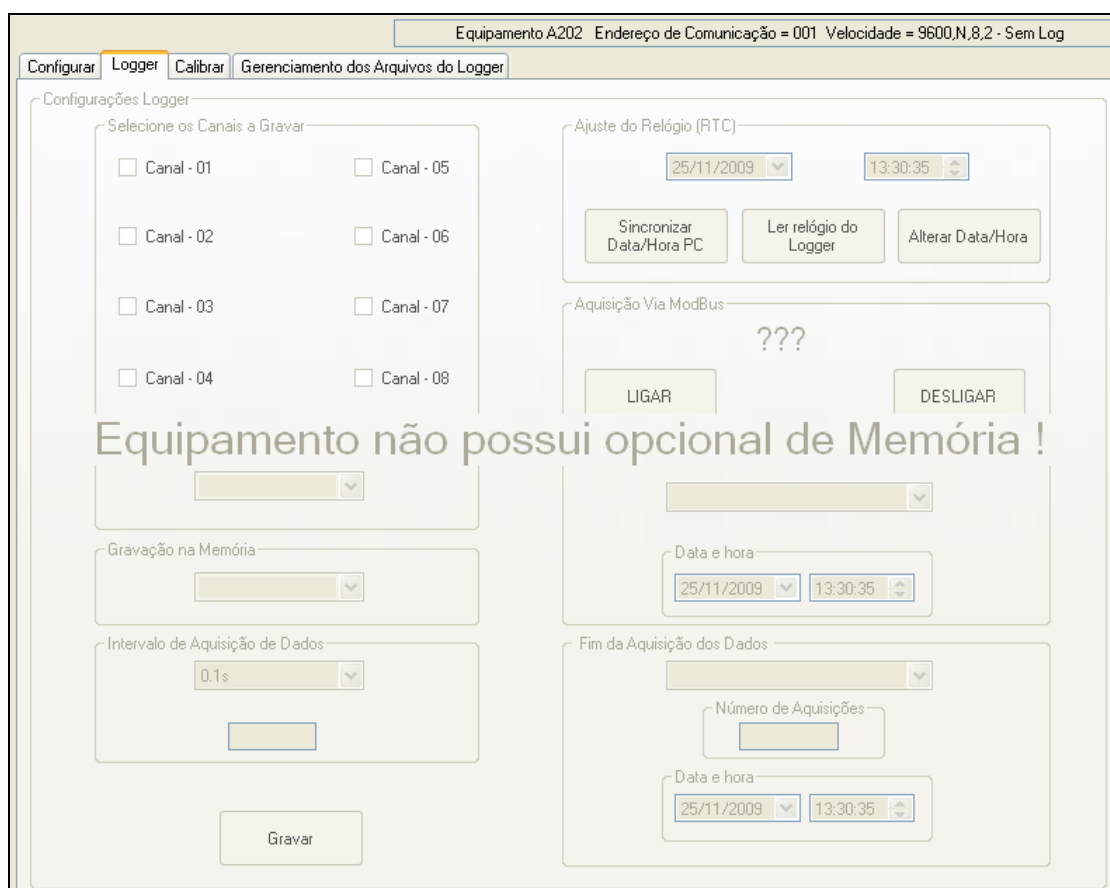 Equipamento A202 Endereço de Comunicação = 001 Velocidade = 9600,N,8,2 - Sem Log
Configurar Logger Calibrar Gerenciamento dos Arquivos do Logger
Configurações Logger
Selecione os Canais a Gravar
Canal - 01 Canal - 05
Canal - 02 Canal - 06
Canal - 03 Canal - 07
Canal - 04 Canal - 08
Ajuste do Relógio (RTC)
25/11/2009 13:30:35
Sincronizar
Data/Hora PC
Ler relógio do
Logger
Alterar Data/Hora
Aquisição Via ModBus
???
LIGAR DESLIGAR
Equipamento não possui opcional de Memória !
Gravação na Memória
Intervalo de Aquisição de Dados
0.1s
Gravar
Data e hora
25/11/2009 13:30:35
Fim da Aquisição dos Dados
Número de Aquisições
Data e hora
25/11/2009 13:30:35